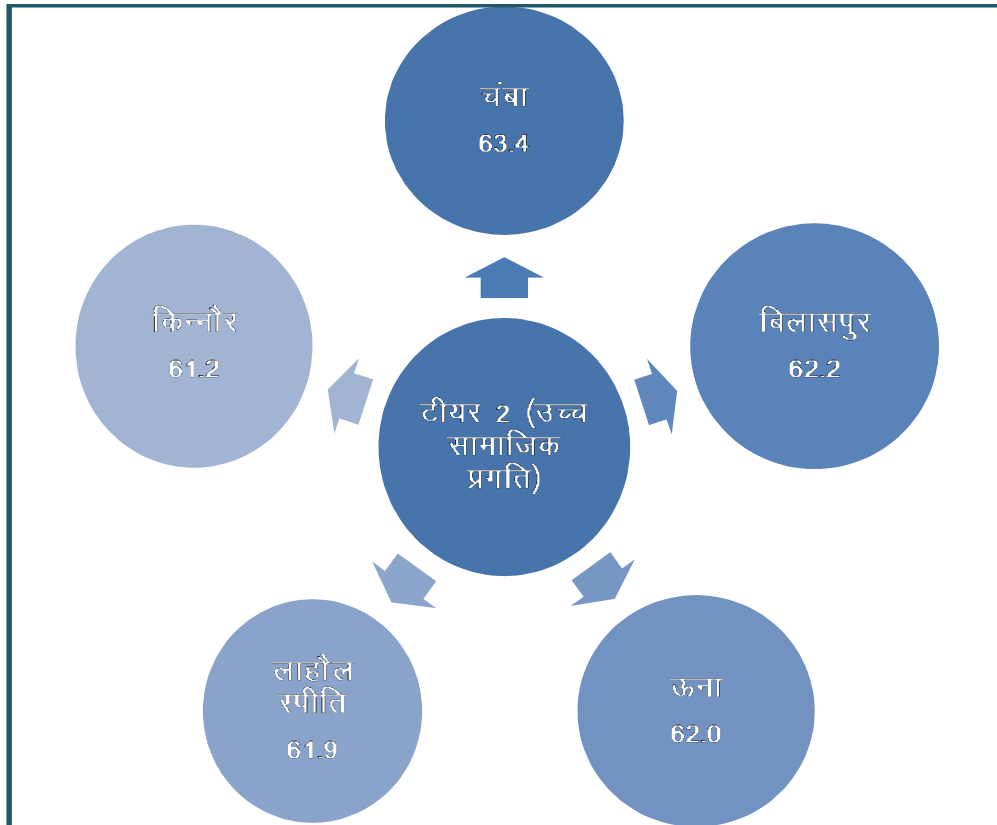 चंबा
63.4
बिलासपुर
62.2
ऊना
62.0
लाहौल
स्पीति
61.9
किन्नौर
61.2
टीयर 2 (उच्च
सामाजिक
प्रगति)